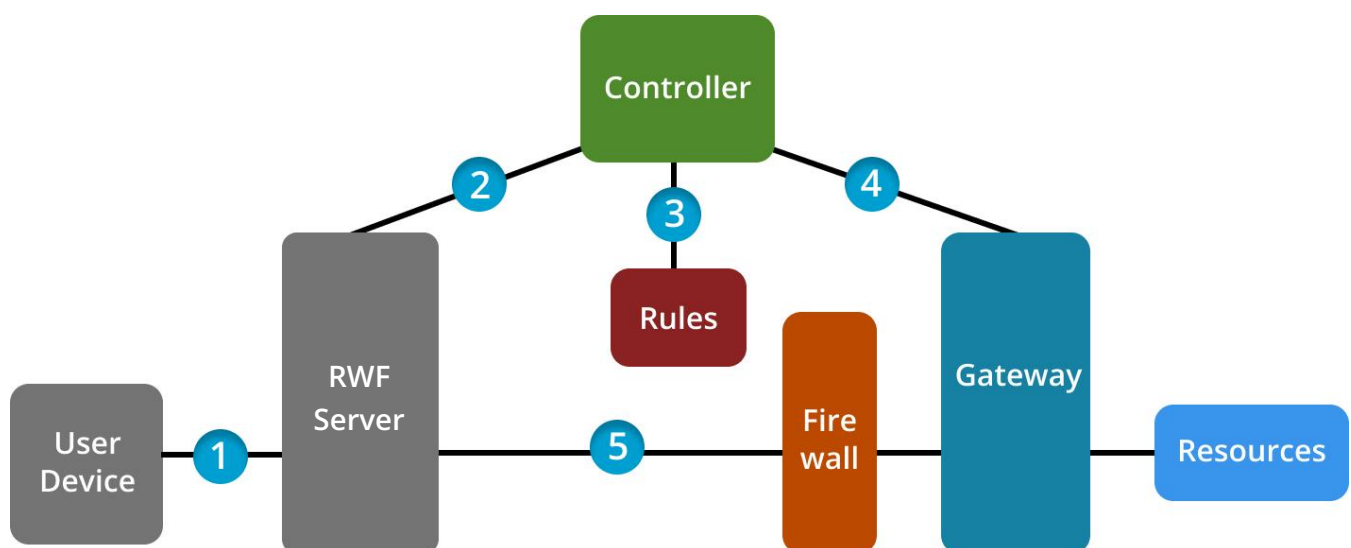 Controller
2
4
3
Rules
RWF
Server
Gateway
User
Device
1
5
Fire
wall
Resources